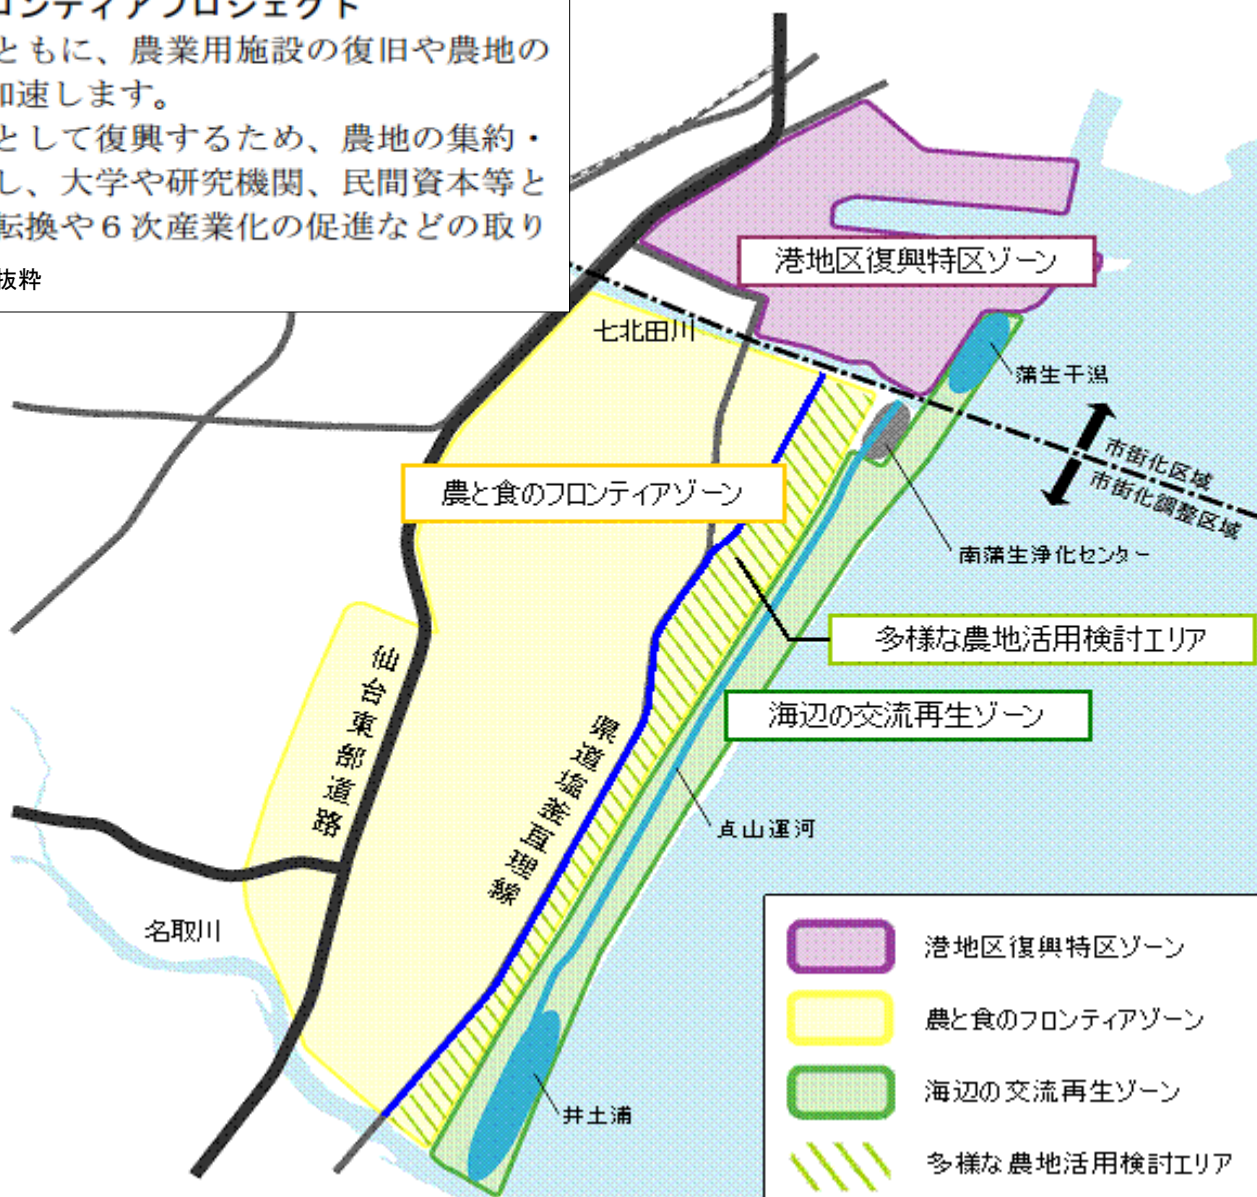 ロンティアプロジェクト
ともに、農業用施設の復旧や農地の
加速します。
として復興するため、農地の集約・
し、大学や研究機関、民間資本等と
転換や6次産業化の促進などの取り
抜粋
港地区復興特区ゾーン
七北田川
蒲生干潟
市街化区域
市街化調整区域
農と食のフロンティアゾーン
南蒲生浄化センター
多様な農地活用検討エリア
仙台東部道路
海辺の交流再生ゾーン
県道塩釜亘理線
貞山運河
名取川
井土浦
港地区復興特区ゾーン
農と食のフロンティアゾーン
海辺の交流再生ゾーン
多様な農地活用検討エリア